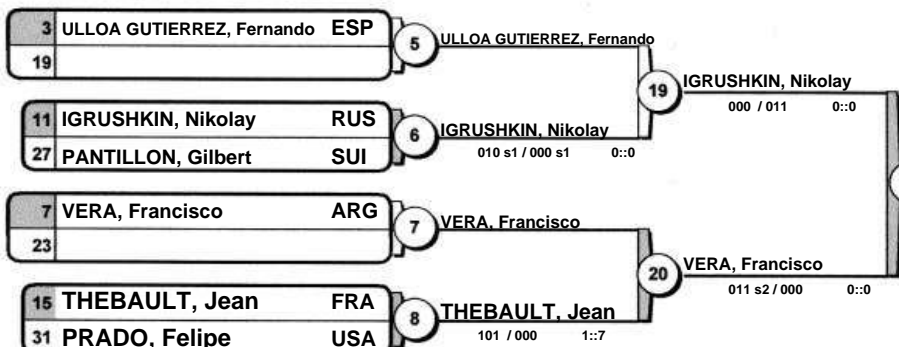 3 ULLOA GUTIERREZ, Fernando ESP
19
5 ULLOA GUTIERREZ, Fernando
11 IGRUSHKIN, Nikolay RUS
27 PANTILLON, Gilbert SUI
6 IGRUSHKIN, Nikolay
010 s1 / 000 s1 0::0
19 IGRUSHKIN, Nikolay
000 / 011 0::0
7 VERA, Francisco ARG
23
7 VERA, Francisco
15 THEBAULT, Jean FRA
31 PRADO, Felipe USA
8 THEBAULT, Jean
101 / 000 1::7
20 VERA, Francisco
011 s2 / 000 0::0